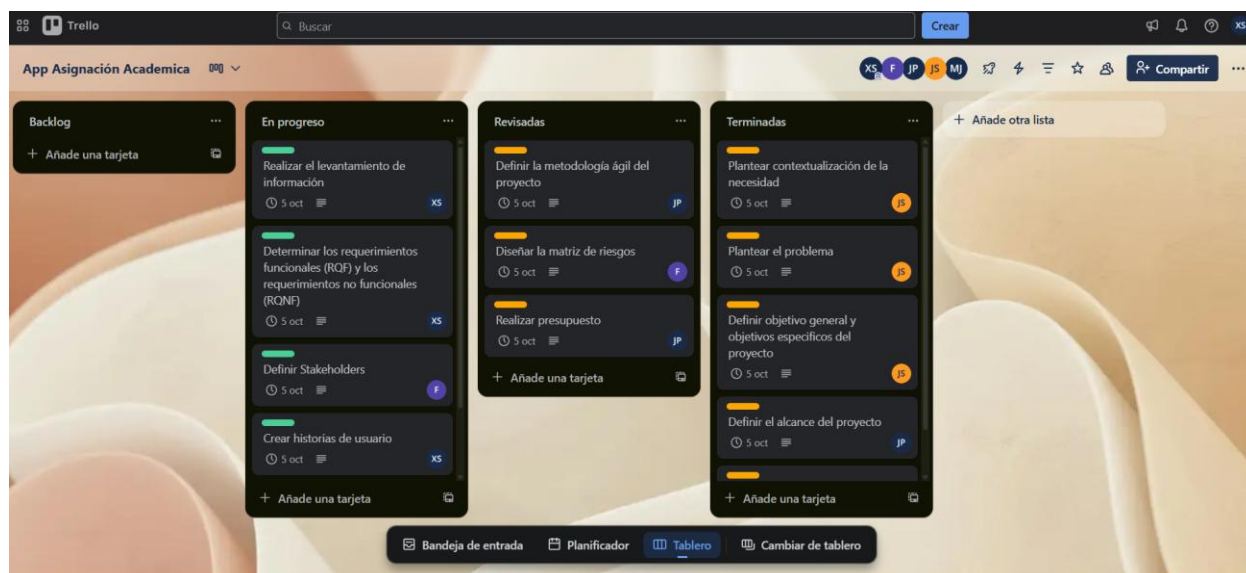 Trello
Buscar
Crear
XS
App Asignación Academica
XS F JP JS MJ
Compartir
Backlog
Añade una tarjeta
En progreso
Realizar el levantamiento de
información
5 oct
XS
Determinar los requerimientos
funcionales (RQF) y los
requerimientos no funcionales
(RQNF)
5 oct
XS
Definir Stakeholders
5 oct
F
Crear historias de usuario
5 oct
XS
Añade una tarjeta
Revisadas
Definir la metodología ágil del
proyecto
5 oct
JP
Diseñar la matriz de riesgos
5 oct
F
Realizar presupuesto
5 oct
JP
Añade una tarjeta
Terminadas
Plantear contextualización de la
necesidad
5 oct
JS
Plantear el problema
5 oct
JS
Definir objetivo general y
objetivos especificos del
proyecto
5 oct
JS
Definir el alcance del proyecto
5 oct
JP
Añade una tarjeta
Añade otra lista
Bandeja de entrada
Planificador
Tablero
Cambiar de tablero